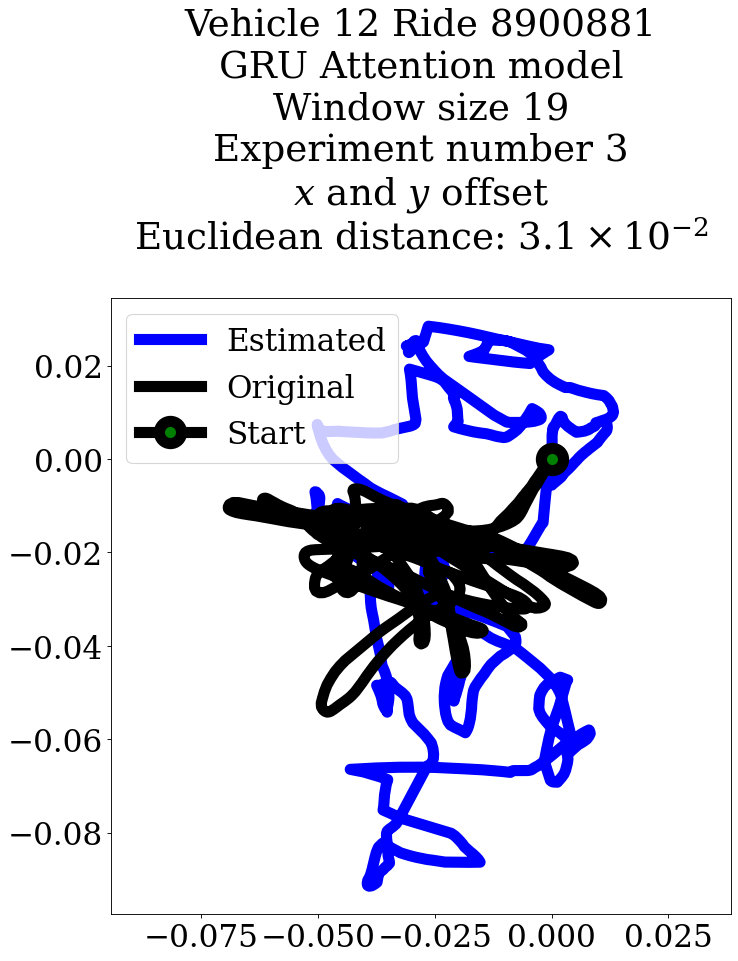 Vehicle 12 Ride 8900881
GRU Attention model
Window size 19
Experiment number 3
x and y offset
Euclidean distance: 3.1 × 10⁻²
Estimated
Original
Start
0.02
0.00
−0.02
−0.04
−0.06
−0.08
−0.075 −0.050 −0.025 0.000 0.025